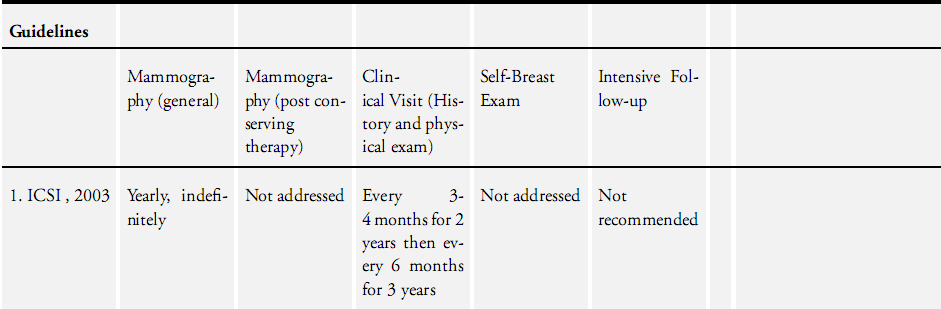 Guidelines
Mammogra-
phy (general)
Mammogra-
phy (post con-
serving
therapy)
Clin-
ical Visit (His-
tory and phys-
ical exam)
Self-Breast
Exam
Intensive Fol-
low-up
1. ICSI , 2003
Yearly, indefi-
nitely
Not addressed
Every 3-
4 months for 2
years then ev-
ery 6 months
for 3 years
Not addressed
Not
recommended